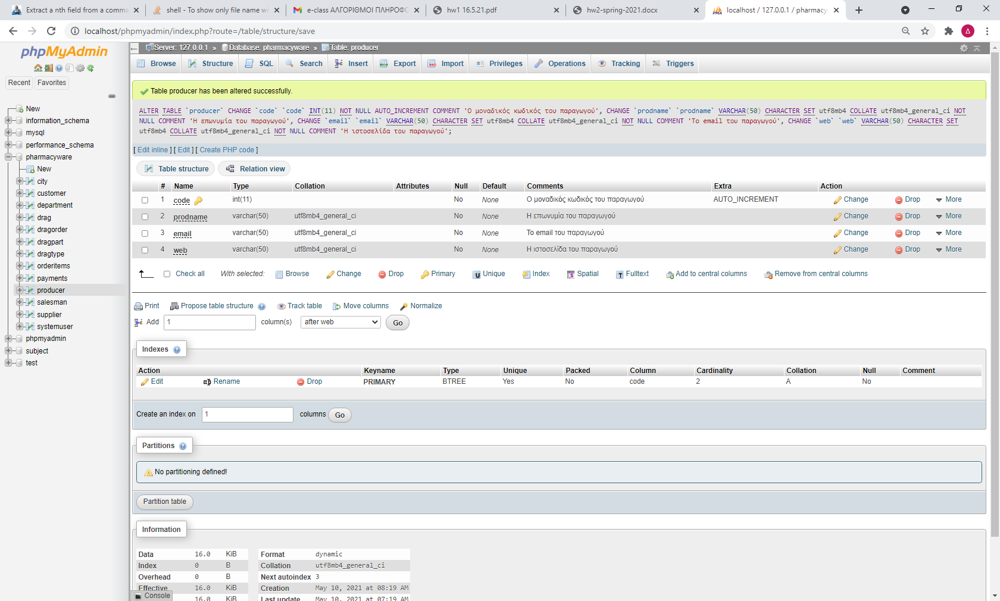 Extract a nth field from a comma
shell - To show only file name wi
e-class ΑΛΓΟΡΙΘΜΟΙ ΠΛΗΡΟΦΟ
hw1 16.5.21.pdf
hw2-spring-2021.docx
localhost / 127.0.0.1 / pharmacy
localhost/phpmyadmin/index.php?route=/table/structure/save
Δ
phpMyAdmin
Recent
Favorites
New
information_schema
mysql
performance_schema
pharmacyware
New
city
customer
department
drag
dragorder
dragpart
dragtype
orderitems
payments
producer
salesman
supplier
systemuser
phpmyadmin
subject
test
Server: 127.0.0.1 » Database: pharmacyware » Table: producer
Browse Structure SQL Search Insert Export Import Privileges Operations Tracking Triggers
Table producer has been altered successfully.
ALTER TABLE `producer` CHANGE `code` `code` INT(11) NOT NULL AUTO_INCREMENT COMMENT 'Ο μοναδικός κωδικός του παραγωγού', CHANGE `prodname` `prodname` VARCHAR(50) CHARACTER SET utf8mb4 COLLATE utf8mb4_general_ci NOT
NULL COMMENT 'Η επωνυμία του παραγωγού', CHANGE `email` `email` VARCHAR(50) CHARACTER SET utf8mb4 COLLATE utf8mb4_general_ci NOT NULL COMMENT 'Το email του παραγωγού', CHANGE `web` `web` VARCHAR(50) CHARACTER SET
utf8mb4 COLLATE utf8mb4_general_ci NOT NULL COMMENT 'Η ιστοσελίδα του παραγωγού';
[ Edit inline ] [ Edit ] [ Create PHP code ]
Table structure Relation view
# Name Type Collation Attributes Null Default Comments Extra Action
1 code int(11) No None Ο μοναδικός κωδικός του παραγωγού AUTO_INCREMENT Change Drop More
2 prodname varchar(50) utf8mb4_general_ci No None Η επωνυμία του παραγωγού Change Drop More
3 email varchar(50) utf8mb4_general_ci No None Το email του παραγωγού Change Drop More
4 web varchar(50) utf8mb4_general_ci No None Η ιστοσελίδα του παραγωγού Change Drop More
Check all With selected: Browse Change Drop Primary Unique Index Spatial Fulltext Add to central columns Remove from central columns
Print Propose table structure Track table Move columns Normalize
Add 1 column(s) after web Go
Indexes
Action Keyname Type Unique Packed Column Cardinality Collation Null Comment
Edit Rename Drop PRIMARY BTREE Yes No code 2 A No
Create an index on 1 columns Go
Partitions
No partitioning defined!
Partition table
Information
Data 16.0 KiB Format dynamic
Index 0 B Collation utf8mb4_general_ci
Overhead 0 B Next autoindex 3
Effective 16.0 KiB Creation May 10, 2021 at 08:19 AM
Console 16.0 KiB Last update May 10, 2021 at 07:19 AM